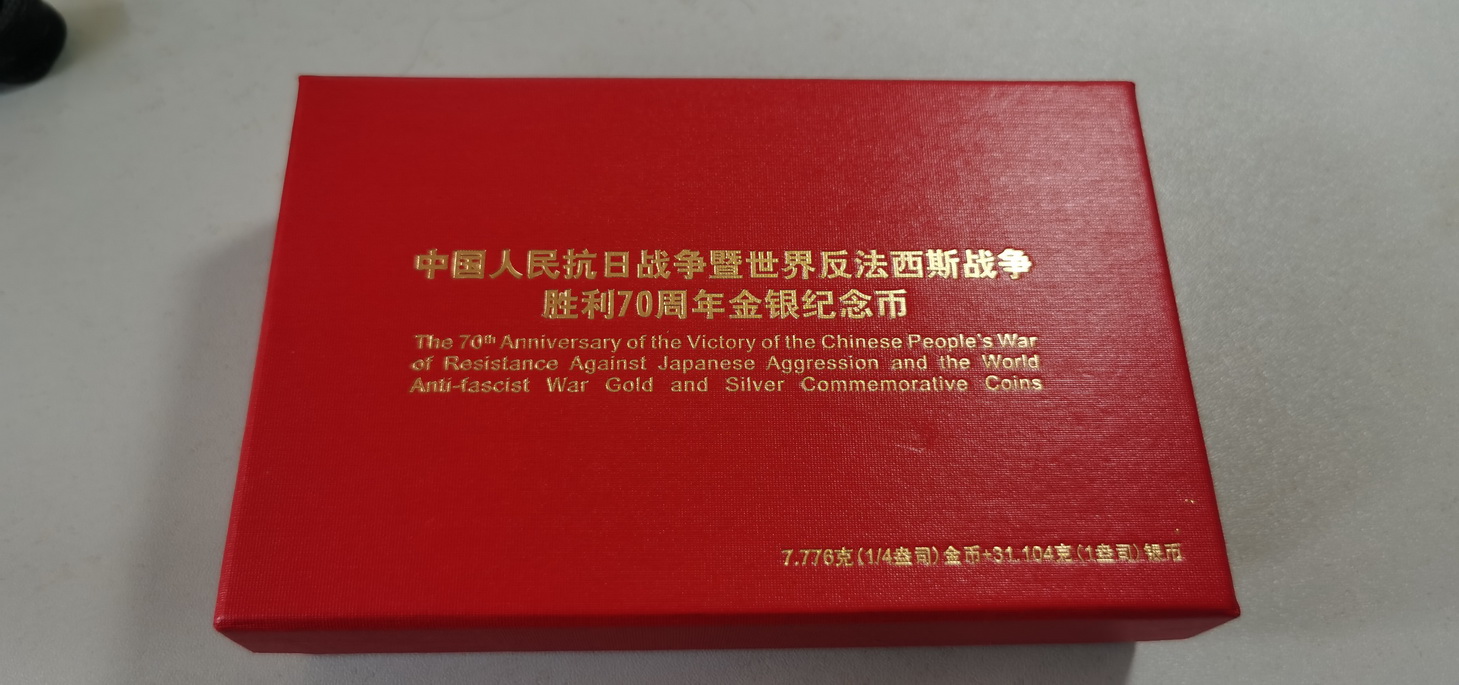 中国人民抗日战争暨世界反法西斯战争
胜利70周年金银纪念币
The 70th Anniversary of the Victory of the Chinese People's War
of Resistance Against Japanese Aggression and the World
Anti-fascist War Gold and Silver Commemorative Coins
7.776克(1/4盎司)金币+31.104克(1盎司)银币